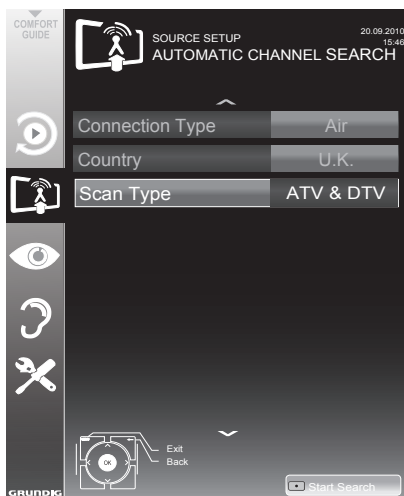 COMFORT
GUIDE
SOURCE SETUP
AUTOMATIC CHANNEL SEARCH
20.09.2010
15:46
Connection Type
Air
Country
U.K.
Scan Type
ATV & DTV
OK
Exit
Back
Start Search
GRUNDIG